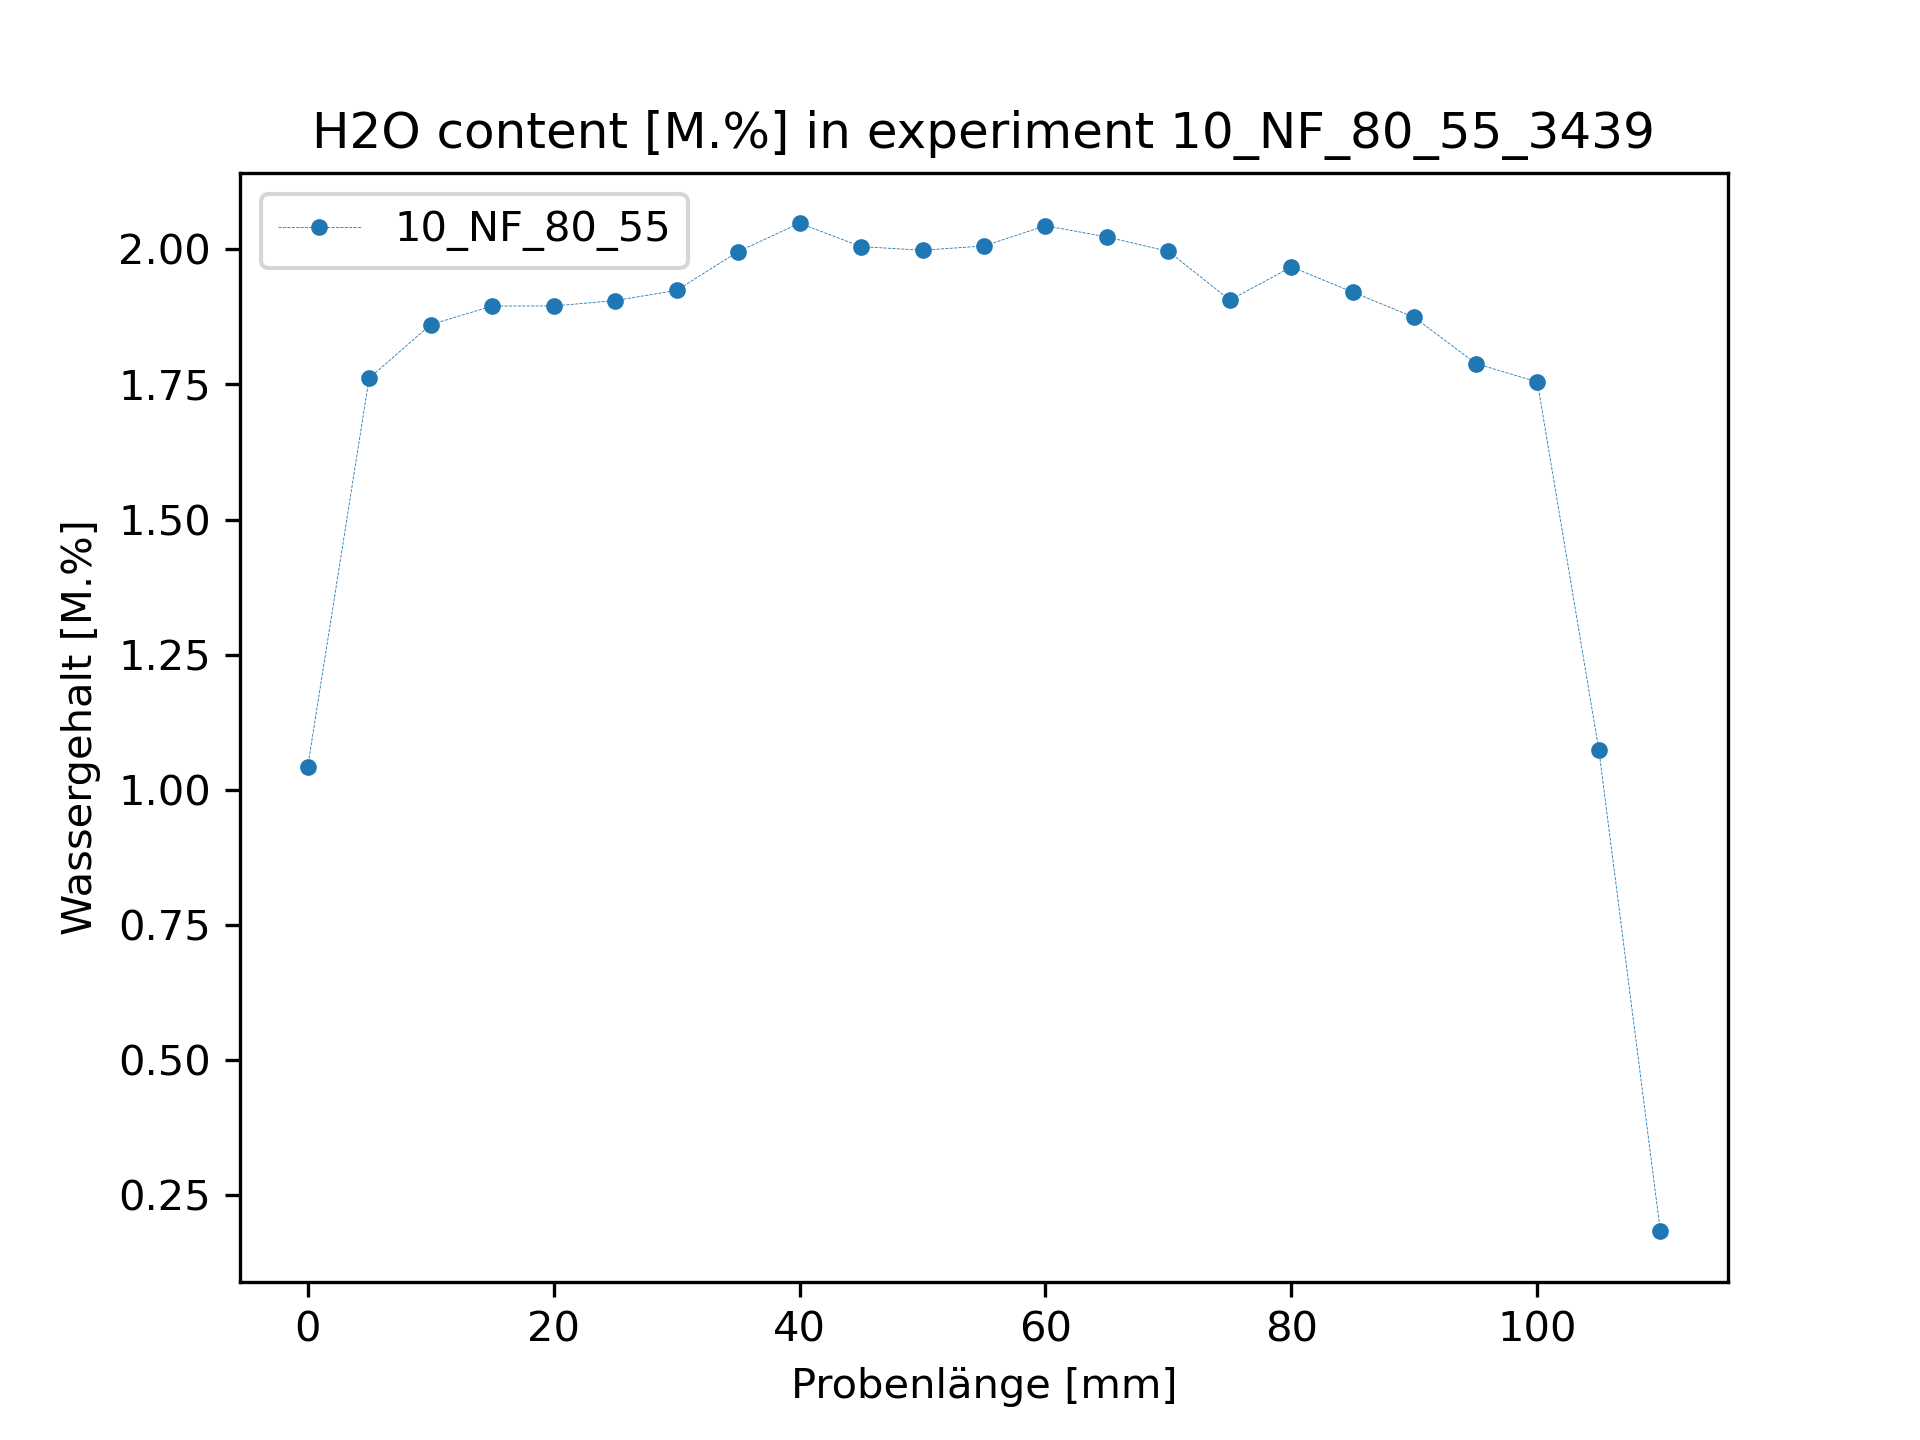 H2O content [M.%] in experiment 10_NF_80_55_3439
10_NF_80_55
2.00
1.75
1.50
1.25
1.00
0.75
0.50
0.25
Wassergehalt [M.%]
0 20 40 60 80 100
Probenlänge [mm]